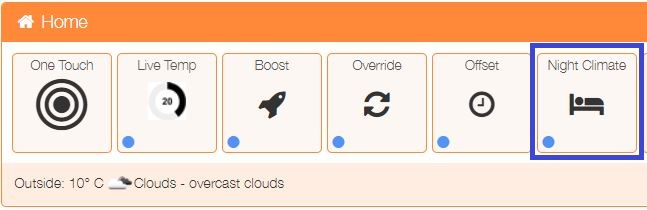 Home
One Touch
Live Temp
Boost
Override
Offset
Night Climate
20
Outside: 10° C Clouds - overcast clouds